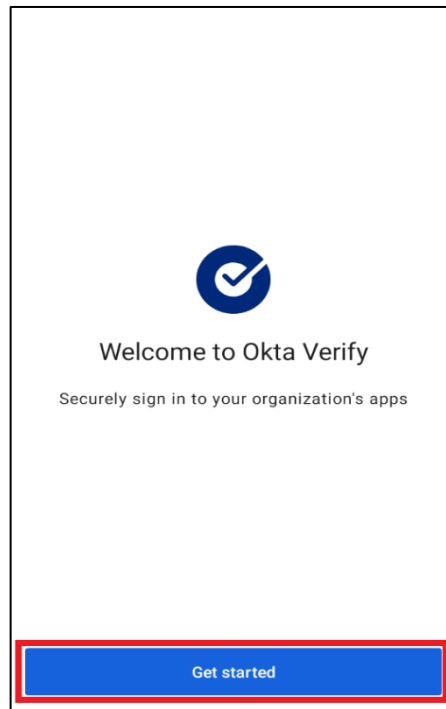 Welcome to Okta Verify
Securely sign in to your organization's apps
Get started